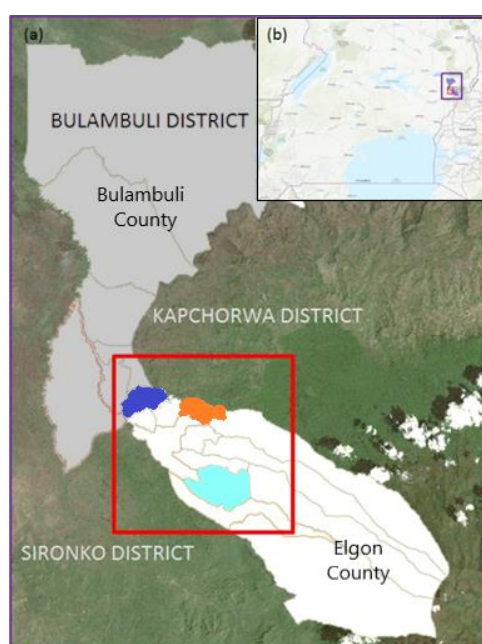 (a)
(b)
BULAMBULI DISTRICT
Bulambuli
County
KAPCHORWA DISTRICT
SIRONKO DISTRICT
Elgon
County